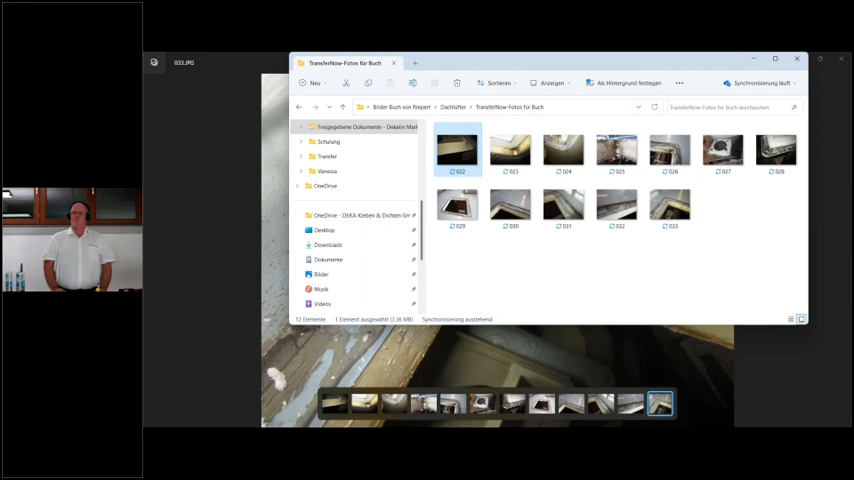 033.JPG
TransferNow-Fotos für Buch
Neu
Sortieren
Anzeigen
Als Hintergrund festlegen
Synchronisierung läuft
Bilder Buch von Riepert > Dachlüfter > TransferNow-Fotos für Buch
TransferNow-Fotos für Buch durchsuchen
Freigegebene Dokumente - Dekalin Mark
Schulung
Transfer
Vanessa
OneDrive
OneDrive - DEKA Kleben & Dichten Gm
Desktop
Downloads
Dokumente
Bilder
Musik
Videos
022
023
024
025
026
027
028
029
030
031
032
033
12 Elemente
1 Element ausgewählt (3,36 MB)
Synchronisierung ausstehend